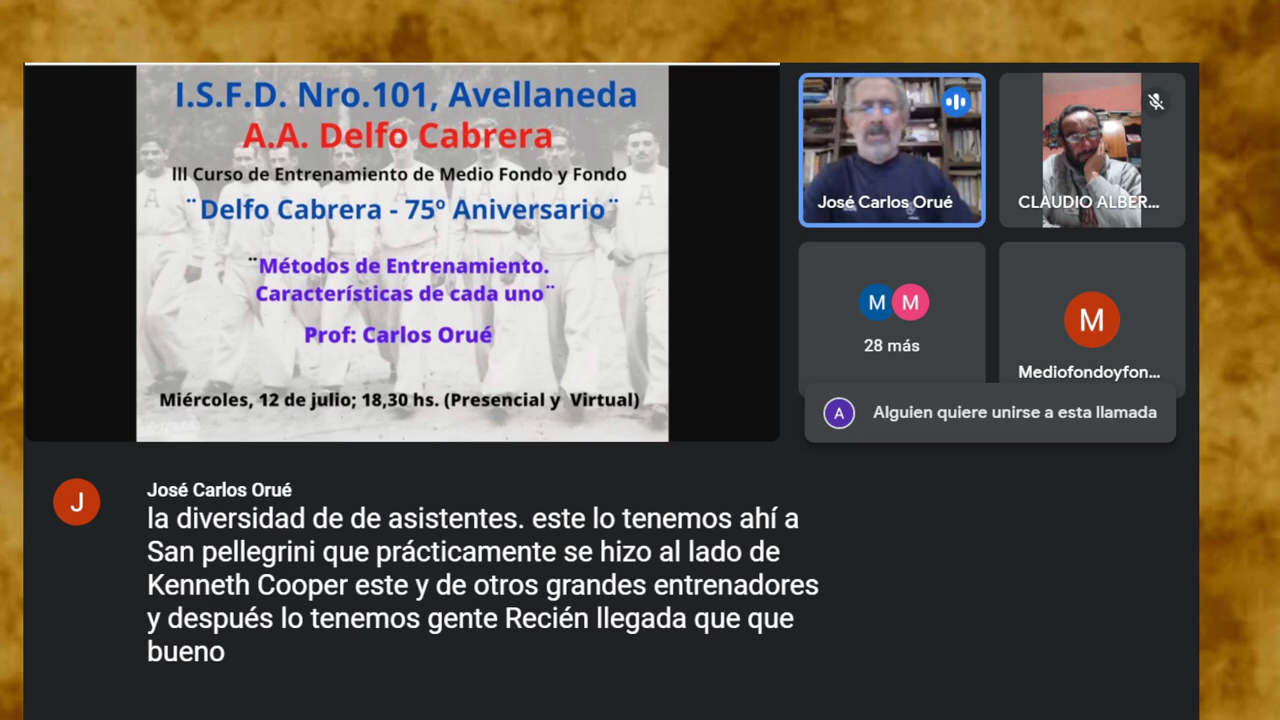 I.S.F.D. Nro.101, Avellaneda
A.A. Delfo Cabrera
III Curso de Entrenamiento de Medio Fondo y Fondo
¨Delfo Cabrera - 75º Aniversario¨
¨Métodos de Entrenamiento.
Características de cada uno¨
Prof: Carlos Orué
Miércoles, 12 de julio; 18,30 hs. (Presencial y Virtual)
José Carlos Orué
CLAUDIO ALBER...
M M
28 más
M
Mediofondoyfon...
A Alguien quiere unirse a esta llamada
J
José Carlos Orué
la diversidad de de asistentes. este lo tenemos ahí a
San pellegrini que prácticamente se hizo al lado de
Kenneth Cooper este y de otros grandes entrenadores
y después lo tenemos gente Recién llegada que que
bueno